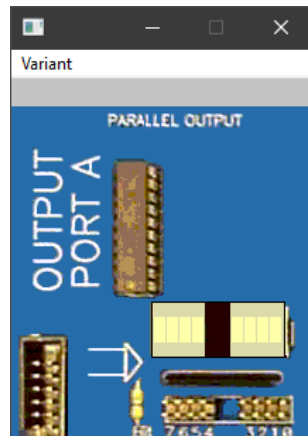 Variant
PARALLEL OUTPUT
OUTPUT
PORT A
7654 3210